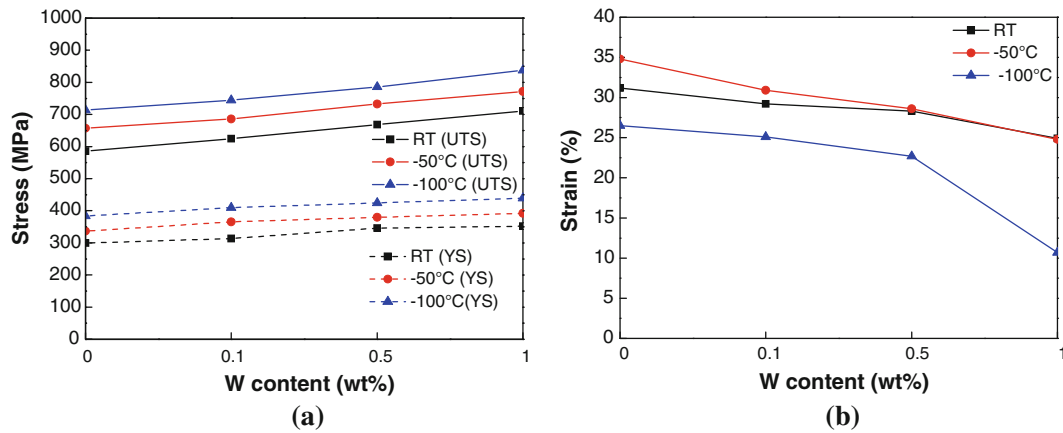 1000
900
800
700
600
500
400
300
200
100
0
Stress (MPa)
RT (UTS)
-50°C (UTS)
-100°C (UTS)
RT (YS)
-50°C (YS)
-100°C(YS)
0 0.1 0.5 1
W content (wt%)
(a)
40
35
30
25
20
15
10
5
0
Strain (%)
RT
-50°C
-100°C
0 0.1 0.5 1
W content (wt%)
(b)